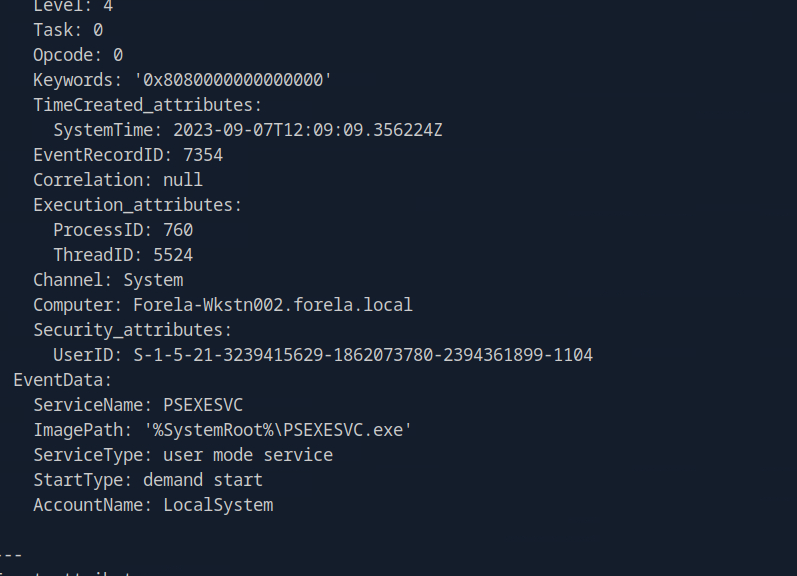 Level: 4
Task: 0
Opcode: 0
Keywords: '0x8080000000000000'
TimeCreated_attributes:
SystemTime: 2023-09-07T12:09:09.356224Z
EventRecordID: 7354
Correlation: null
Execution_attributes:
ProcessID: 760
ThreadID: 5524
Channel: System
Computer: Forela-Wkstn002.forela.local
Security_attributes:
UserID: S-1-5-21-3239415629-1862073780-2394361899-1104
EventData:
ServiceName: PSEXESVC
ImagePath: '%SystemRoot%\PSEXESVC.exe'
ServiceType: user mode service
StartType: demand start
AccountName: LocalSystem
---